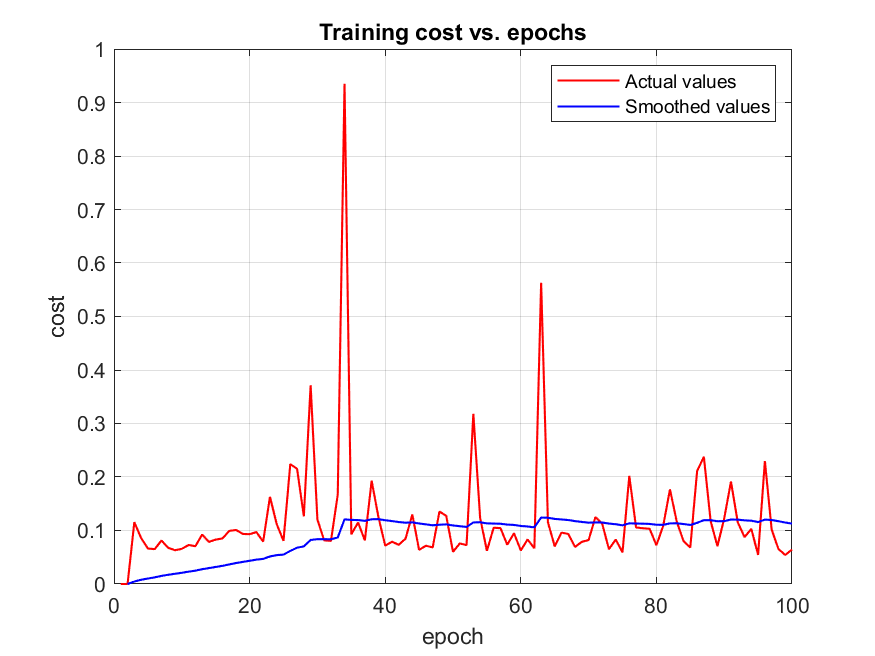 Training cost vs. epochs
Actual values
Smoothed values
1
0.9
0.8
0.7
0.6
0.5
0.4
0.3
0.2
0.1
0
cost
0 20 40 60 80 100
epoch